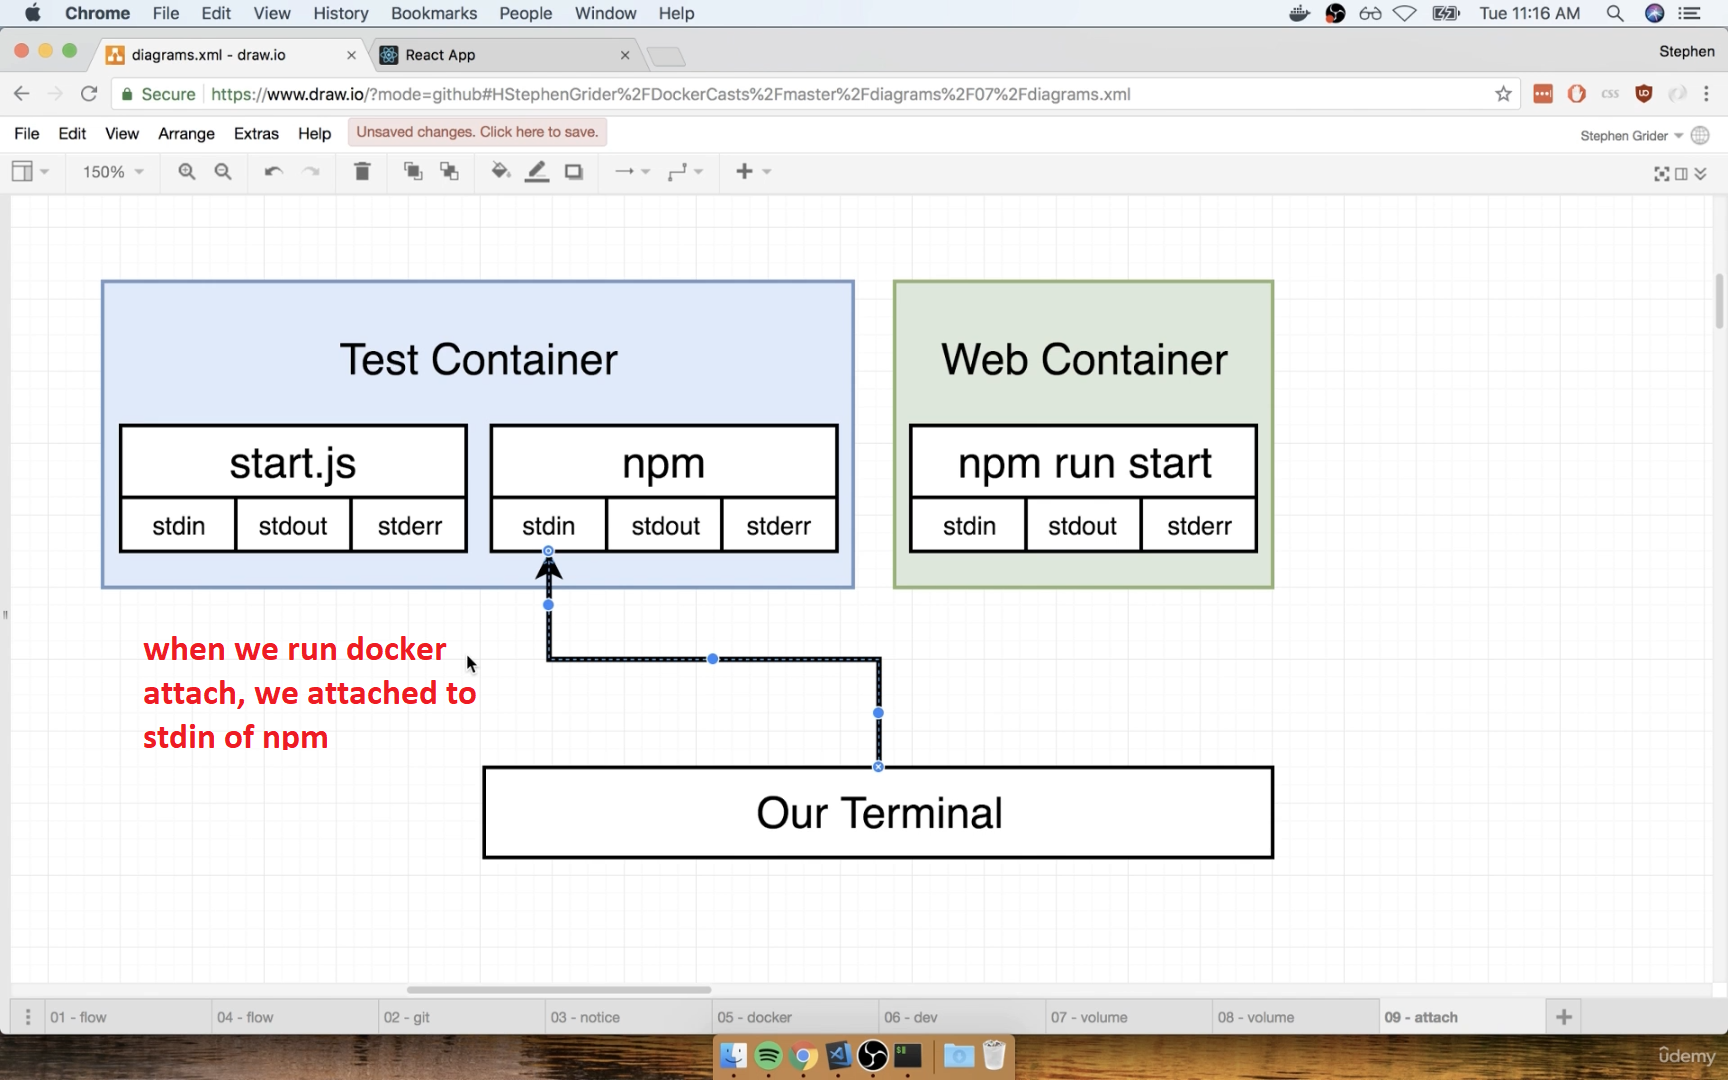 Chrome File Edit View History Bookmarks People Window Help Tue 11:16 AM
diagrams.xml - draw.io × React App × Stephen
Secure https://www.draw.io/?mode=github#HStephenGrider%2FDockerCasts%2Fmaster%2Fdiagrams%2F07%2Fdiagrams.xml CSS
File Edit View Arrange Extras Help Unsaved changes. Click here to save. Stephen Grider
150%
Test Container
Web Container
start.js
npm
npm run start
stdin stdout stderr
stdin stdout stderr
stdin stdout stderr
when we run docker
attach, we attached to
stdin of npm
Our Terminal
01 - flow 04 - flow 02 - git 03 - notice 05 - docker 06 - dev 07 - volume 08 - volume 09 - attach
ûdemy